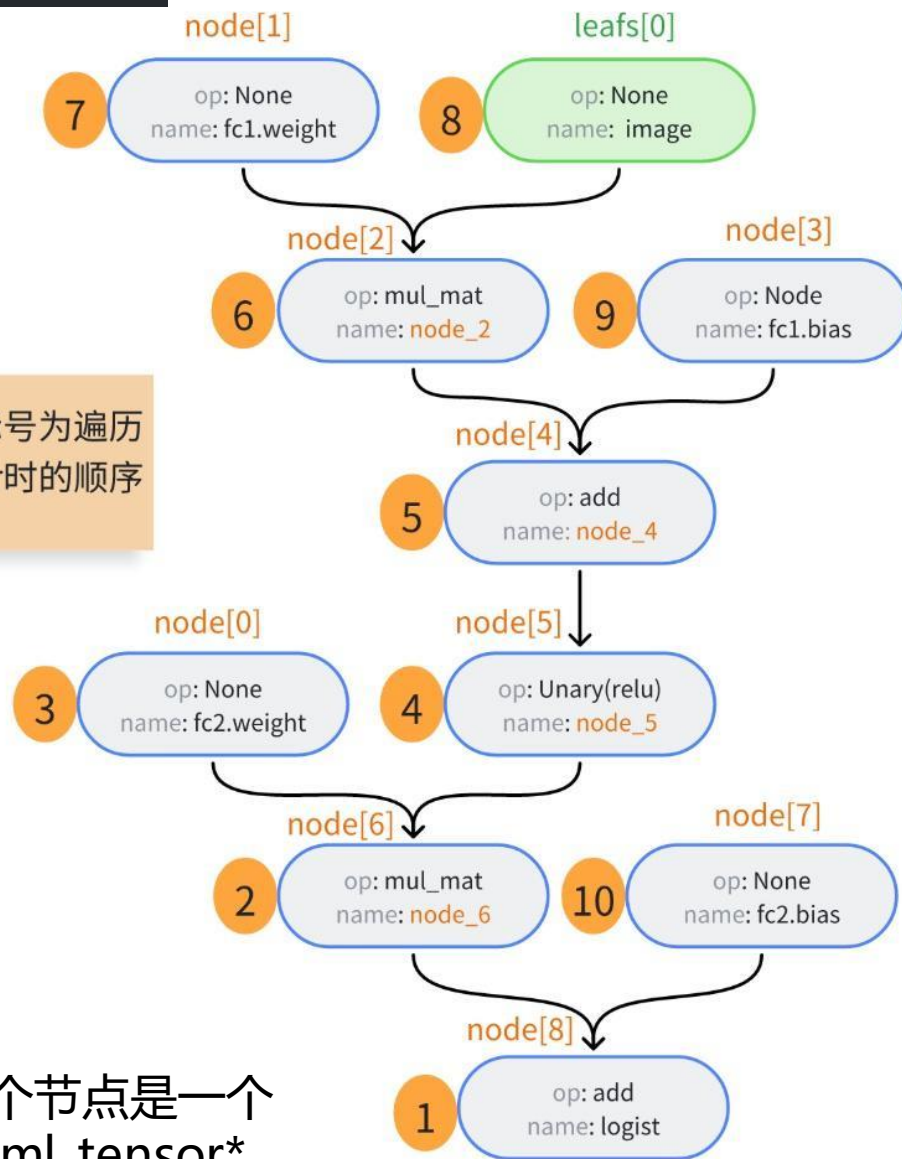 node[1]
leafs[0]
7
op: None
name: fc1.weight
8
op: None
name: image
node[2]
node[3]
6
op: mul_mat
name: node_2
9
op: Node
name: fc1.bias
号为遍历
时的顺序
node[4]
5
op: add
name: node_4
node[0]
node[5]
3
op: None
name: fc2.weight
4
op: Unary(relu)
name: node_5
node[6]
node[7]
2
op: mul_mat
name: node_6
10
op: None
name: fc2.bias
node[8]
个节点是一个
ml_tensor*
1
op: add
name: logist